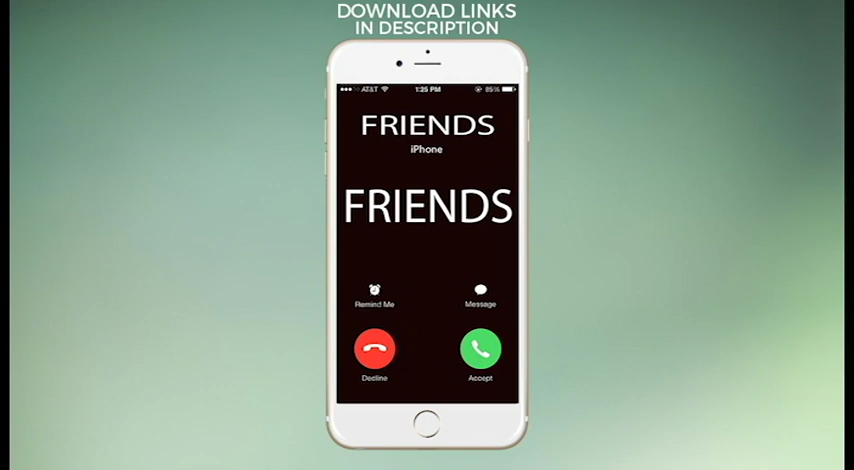 DOWNLOAD LINKS
IN DESCRIPTION
AT&T 1:25 PM 85%
FRIENDS
iPhone
FRIENDS
Remind Me Message
Decline Accept